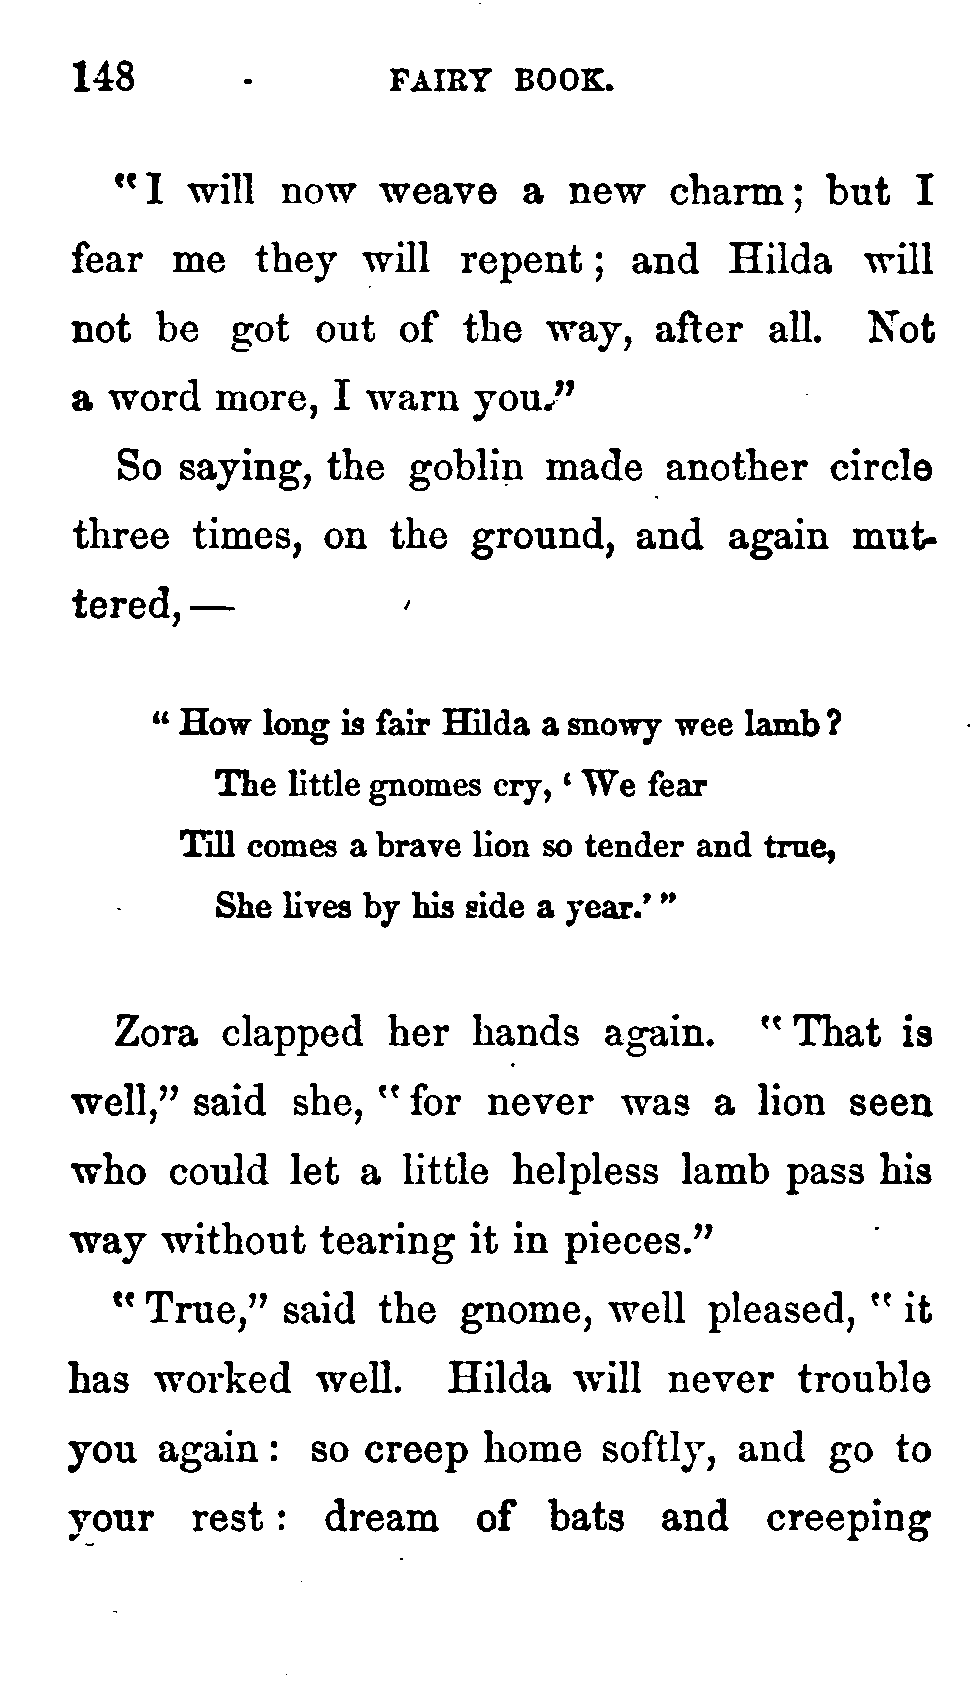 148 FAIRY BOOK.
"I will now weave a new charm; but I
fear me they will repent; and Hilda will
not be got out of the way, after all. Not
a word more, I warn you."
So saying, the goblin made another circle
three times, on the ground, and again mut-
tered,—
"How long is fair Hilda a snowy wee lamb?
The little gnomes cry, 'We fear
Till comes a brave lion so tender and true,
She lives by his side a year.'"
Zora clapped her hands again. "That is
well," said she, "for never was a lion seen
who could let a little helpless lamb pass his
way without tearing it in pieces."
"True," said the gnome, well pleased, "it
has worked well. Hilda will never trouble
you again: so creep home softly, and go to
your rest: dream of bats and creeping